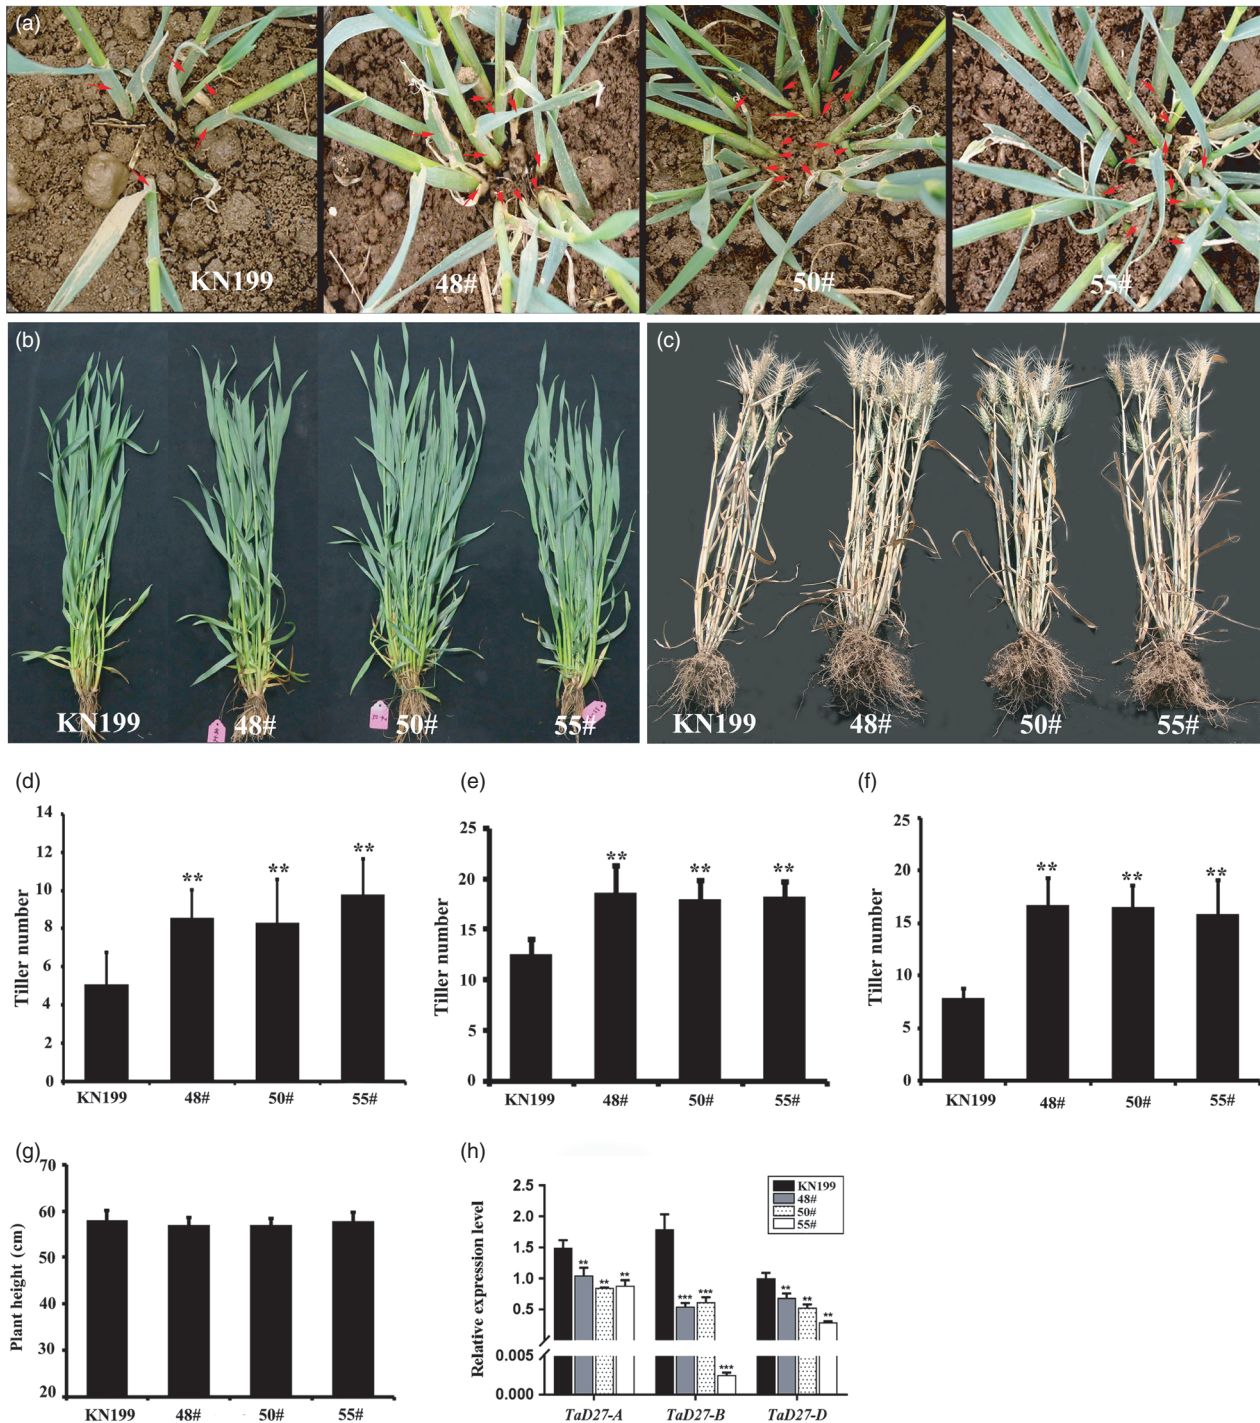 (a)
KN199 48# 50# 55#
(b)
KN199 48# 50# 55#
(c)
KN199 48# 50# 55#
(d)
Tiller number
14
12
10
8
6
4
2
0
** ** **
KN199 48# 50# 55#
(e)
Tiller number
25
20
15
10
5
0
** ** **
KN199 48# 50# 55#
(f)
Tiller number
25
20
15
10
5
0
** ** **
KN199 48# 50# 55#
(g)
Plant height (cm)
70
60
50
40
30
20
KN199 48# 50# 55#
(h)
Relative expression level
2.5
2.0
1.5
1.0
0.5
0.005
0.000
KN199
48#
50#
55#
** ** **
*** *** ***
** ** **
TaD27-A TaD27-B TaD27-D